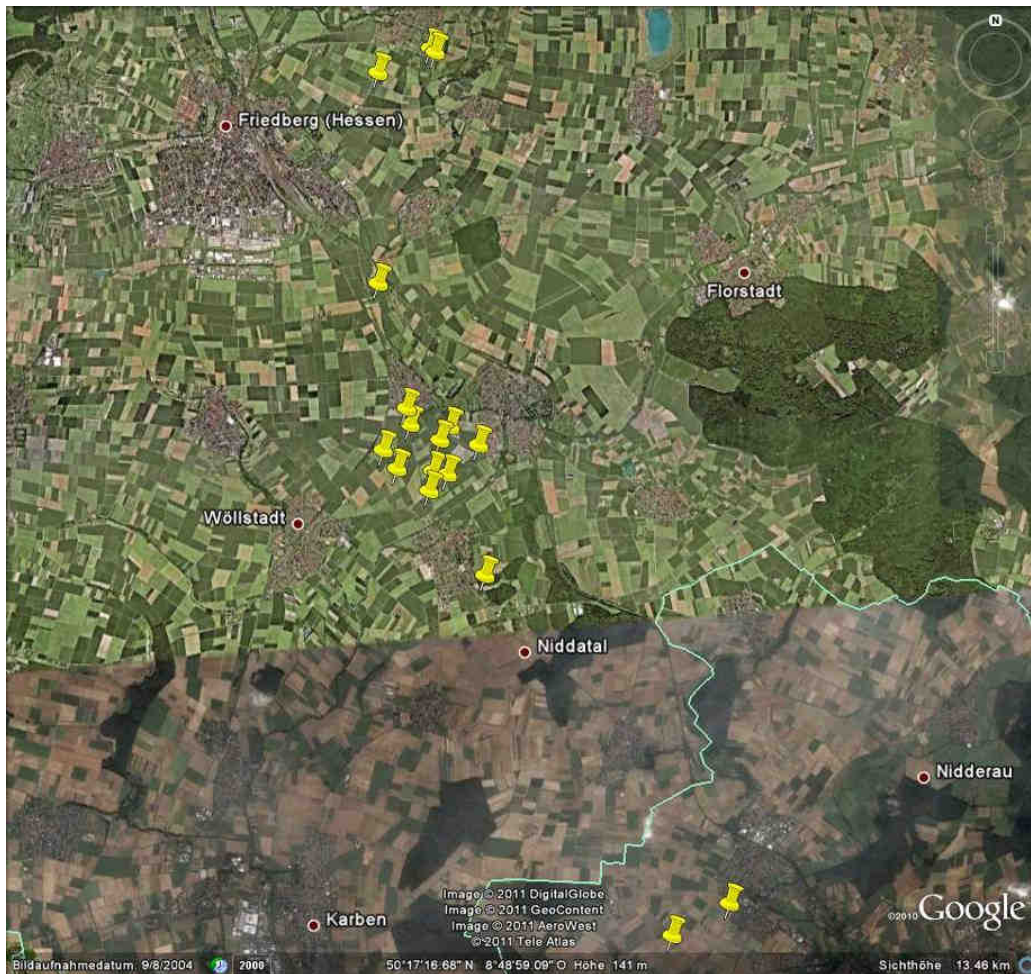 N
Friedberg (Hessen)
Florstadt
Wöllstadt
Niddatal
Nidderau
Karben
Image © 2011 DigitalGlobe
Image © 2011 GeoContent
Image © 2011 AeroWest
© 2011 Tele Atlas
©2010 Google
Bildaufnahmedatum: 9/8/2004 2000 50°17'16.68" N 8°48'59.09" O Höhe 141 m Sichthöhe 13.46 km